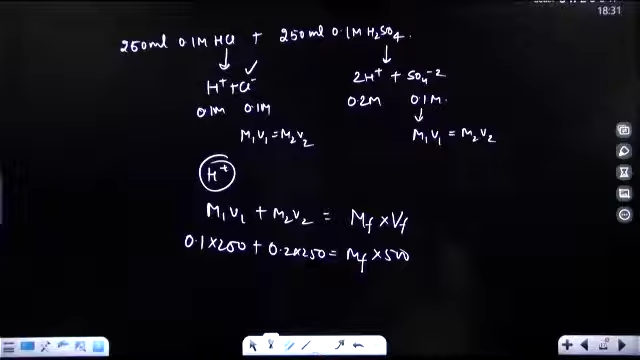 18:31
250ml 0.1M HCl + 250ml 0.1M H₂SO₄.
H⁺ + Cl⁻ 2H⁺ + SO₄⁻²
0.1M 0.1M 0.2M 0.1M.
M₁V₁ = M₂V₂ M₁V₁ = M₂V₂
H⁺
M₁V₁ + M₂V₂ = Mf × Vf
0.1 × 250 + 0.2 × 250 = Mf × 500